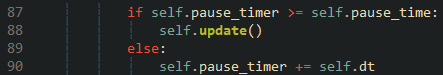 87 if self.pause_timer >= self.pause_time:
88 self.update()
89 else:
90 self.pause_timer += self.dt